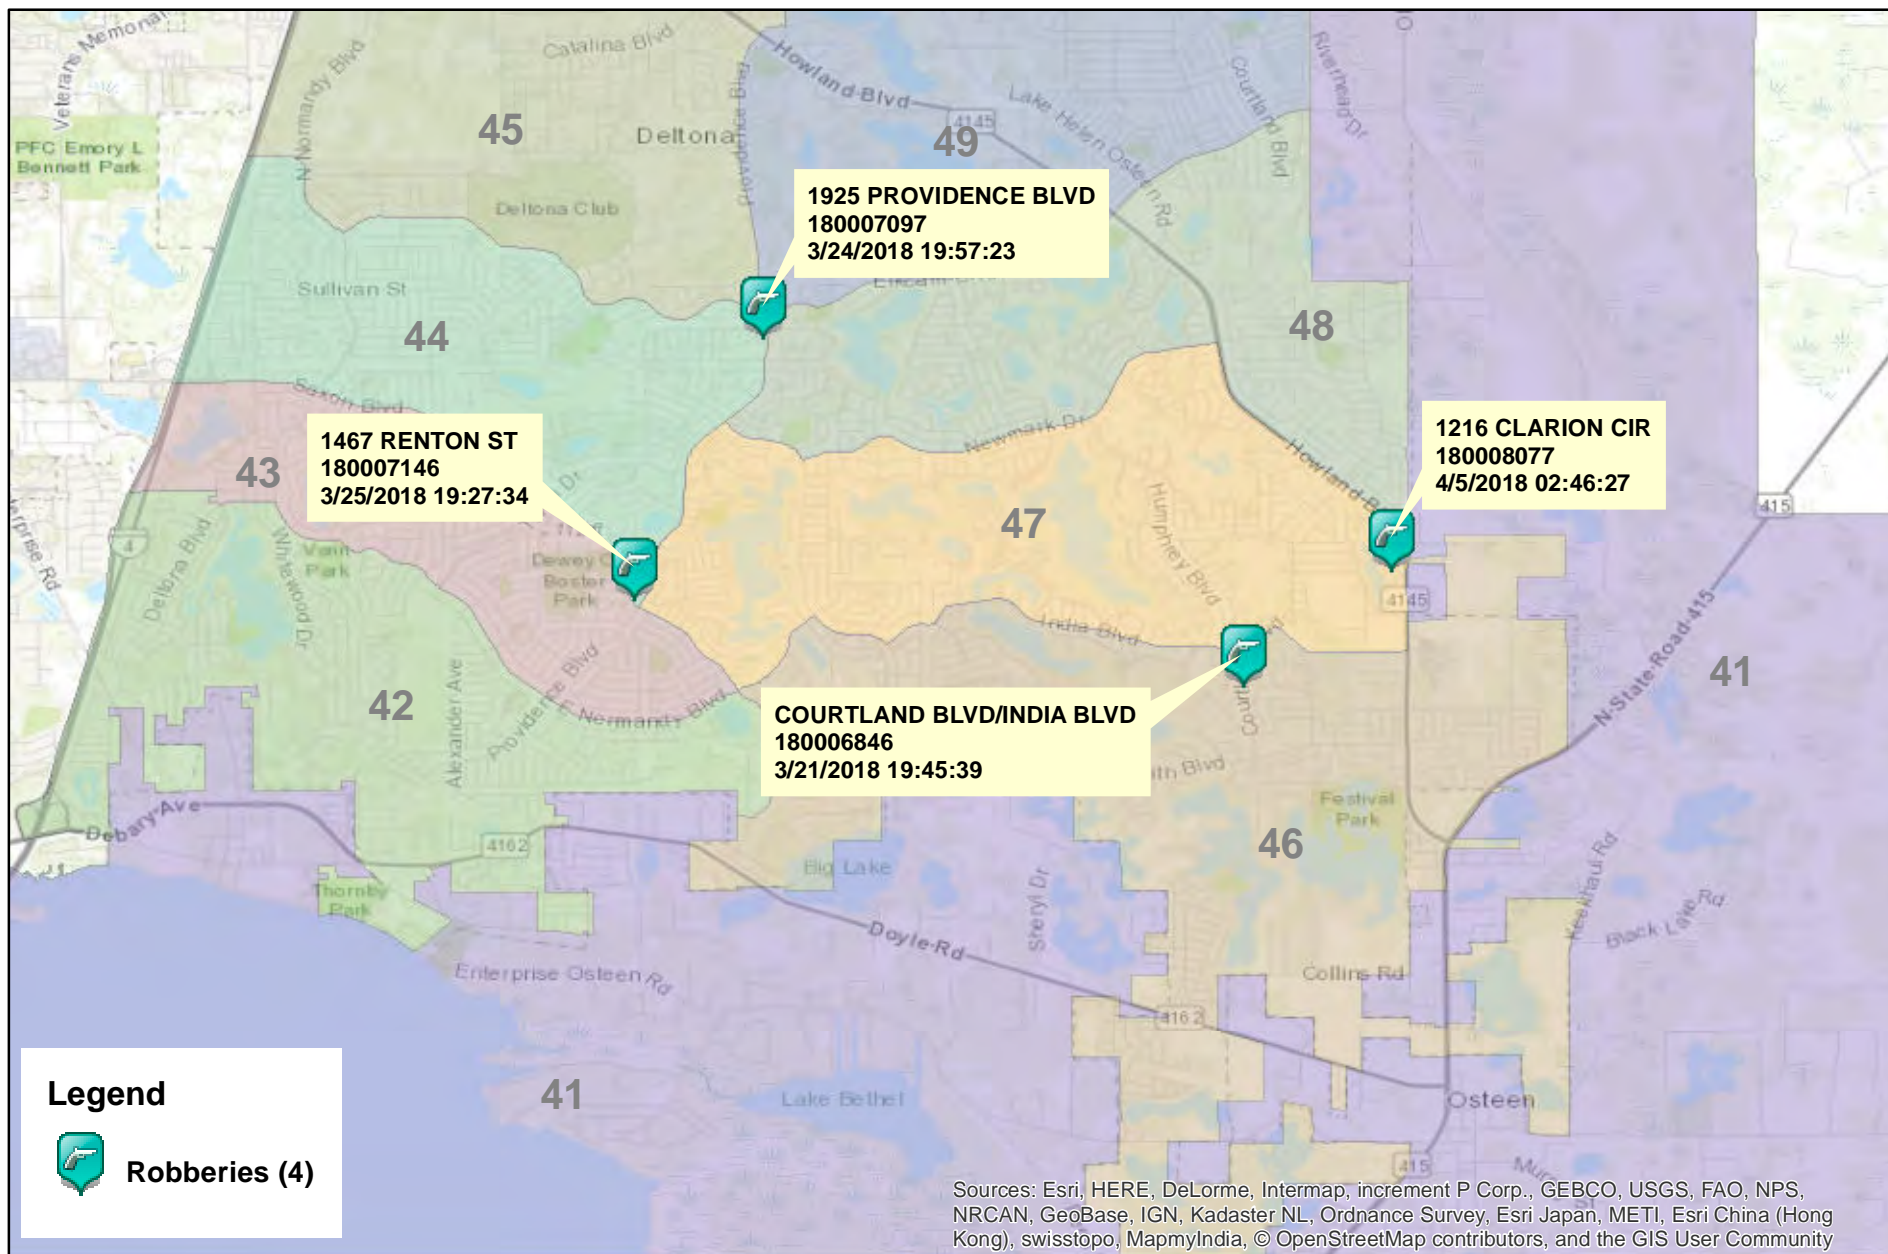 Veterans Memorial
N Normandy Blvd
Catalina Blvd
Providence Blvd
Howland Blvd
4145
Lake Helen Osteen Rd
Courtland Blvd
Riverhead Dr
45
Deltona
49
PFC Emory L
Bennett Park
Deltona Club
1925 PROVIDENCE BLVD
180007097
3/24/2018 19:57:23
Sullivan St
44
48
Saxon Blvd
Newmark Dr
1467 RENTON ST
180007146
3/25/2018 19:27:34
Dr
1216 CLARION CIR
180008077
4/5/2018 02:46:27
43
47
Howland B
Humphrey Blvd
415
4
Deltona Blvd
Whitewood Dr
Park
Dewey
Boster
Park
4145
India Blvd
N State Road 415
41
42
Alexander Ave
Providence Blvd
E Normandy Blvd
COURTLAND BLVD/INDIA BLVD
180006846
3/21/2018 19:45:39
Blvd
Festival
Park
46
Debary Ave
4162
Big Lake
Thornby
Park
Sheryl Dr
Doyle Rd
Keekhaul Rd
Black Lake Rd
Enterprise Osteen Rd
Collins Rd
4162
41
Lake Bethel
Osteen
415
Legend
Robberies (4)
Sources: Esri, HERE, DeLorme, Intermap, increment P Corp., GEBCO, USGS, FAO, NPS,
NRCAN, GeoBase, IGN, Kadaster NL, Ordnance Survey, Esri Japan, METI, Esri China (Hong
Kong), swisstopo, MapmyIndia, © OpenStreetMap contributors, and the GIS User Community